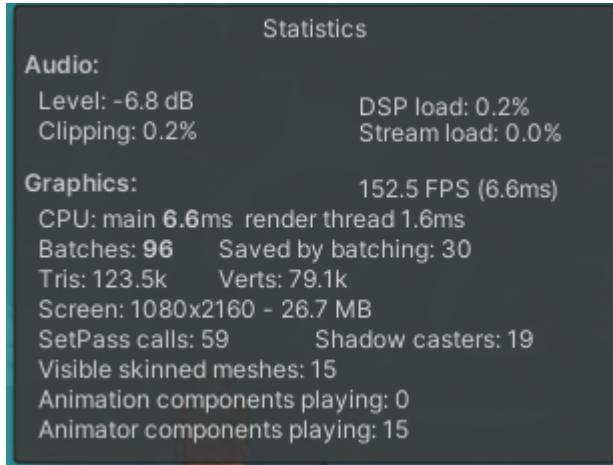 Statistics
Audio:
Level: -6.8 dB DSP load: 0.2%
Clipping: 0.2% Stream load: 0.0%
Graphics: 152.5 FPS (6.6ms)
CPU: main 6.6ms render thread 1.6ms
Batches: 96 Saved by batching: 30
Tris: 123.5k Verts: 79.1k
Screen: 1080x2160 - 26.7 MB
SetPass calls: 59 Shadow casters: 19
Visible skinned meshes: 15
Animation components playing: 0
Animator components playing: 15